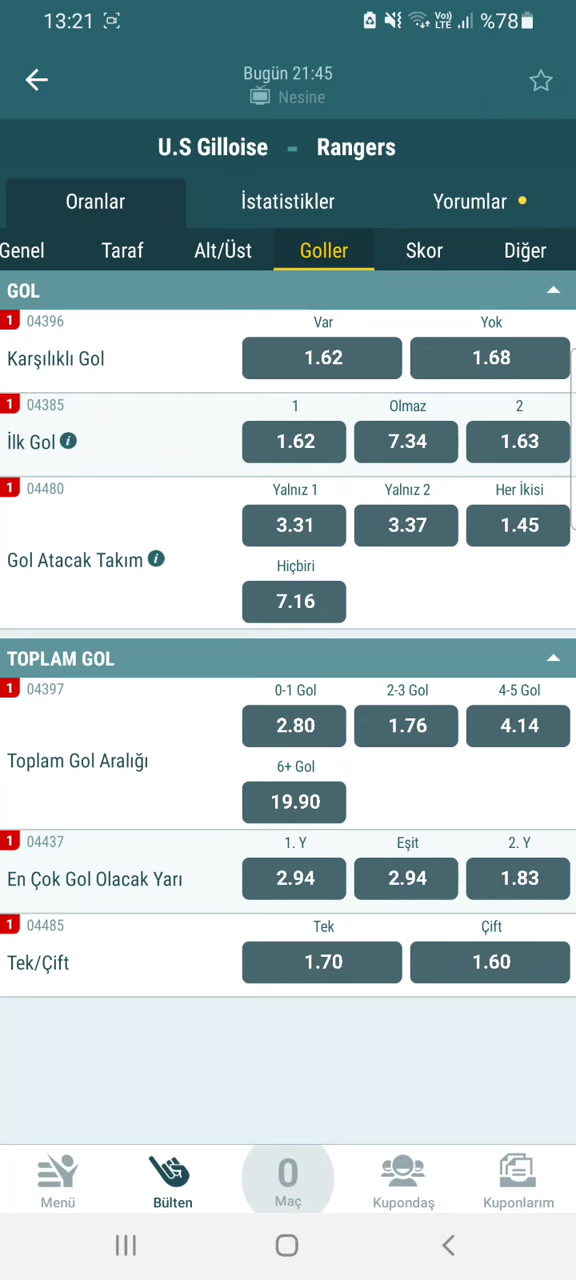 13:21 Vo)) LTE %78
Bugün 21:45
Nesine
U.S Gilloise - Rangers
Oranlar İstatistikler Yorumlar
Genel Taraf Alt/Üst Goller Skor Diğer
GOL
1 04396 Var Yok
Karşılıklı Gol 1.62 1.68
1 04385 1 Olmaz 2
İlk Gol i 1.62 7.34 1.63
1 04480 Yalnız 1 Yalnız 2 Her İkisi
3.31 3.37 1.45
Gol Atacak Takım i Hiçbiri
7.16
TOPLAM GOL
1 04397 0-1 Gol 2-3 Gol 4-5 Gol
2.80 1.76 4.14
Toplam Gol Aralığı 6+ Gol
19.90
1 04437 1. Y Eşit 2. Y
En Çok Gol Olacak Yarı 2.94 2.94 1.83
1 04485 Tek Çift
Tek/Çift 1.70 1.60
0
Menü Bülten Maç Kupondaş Kuponlarım